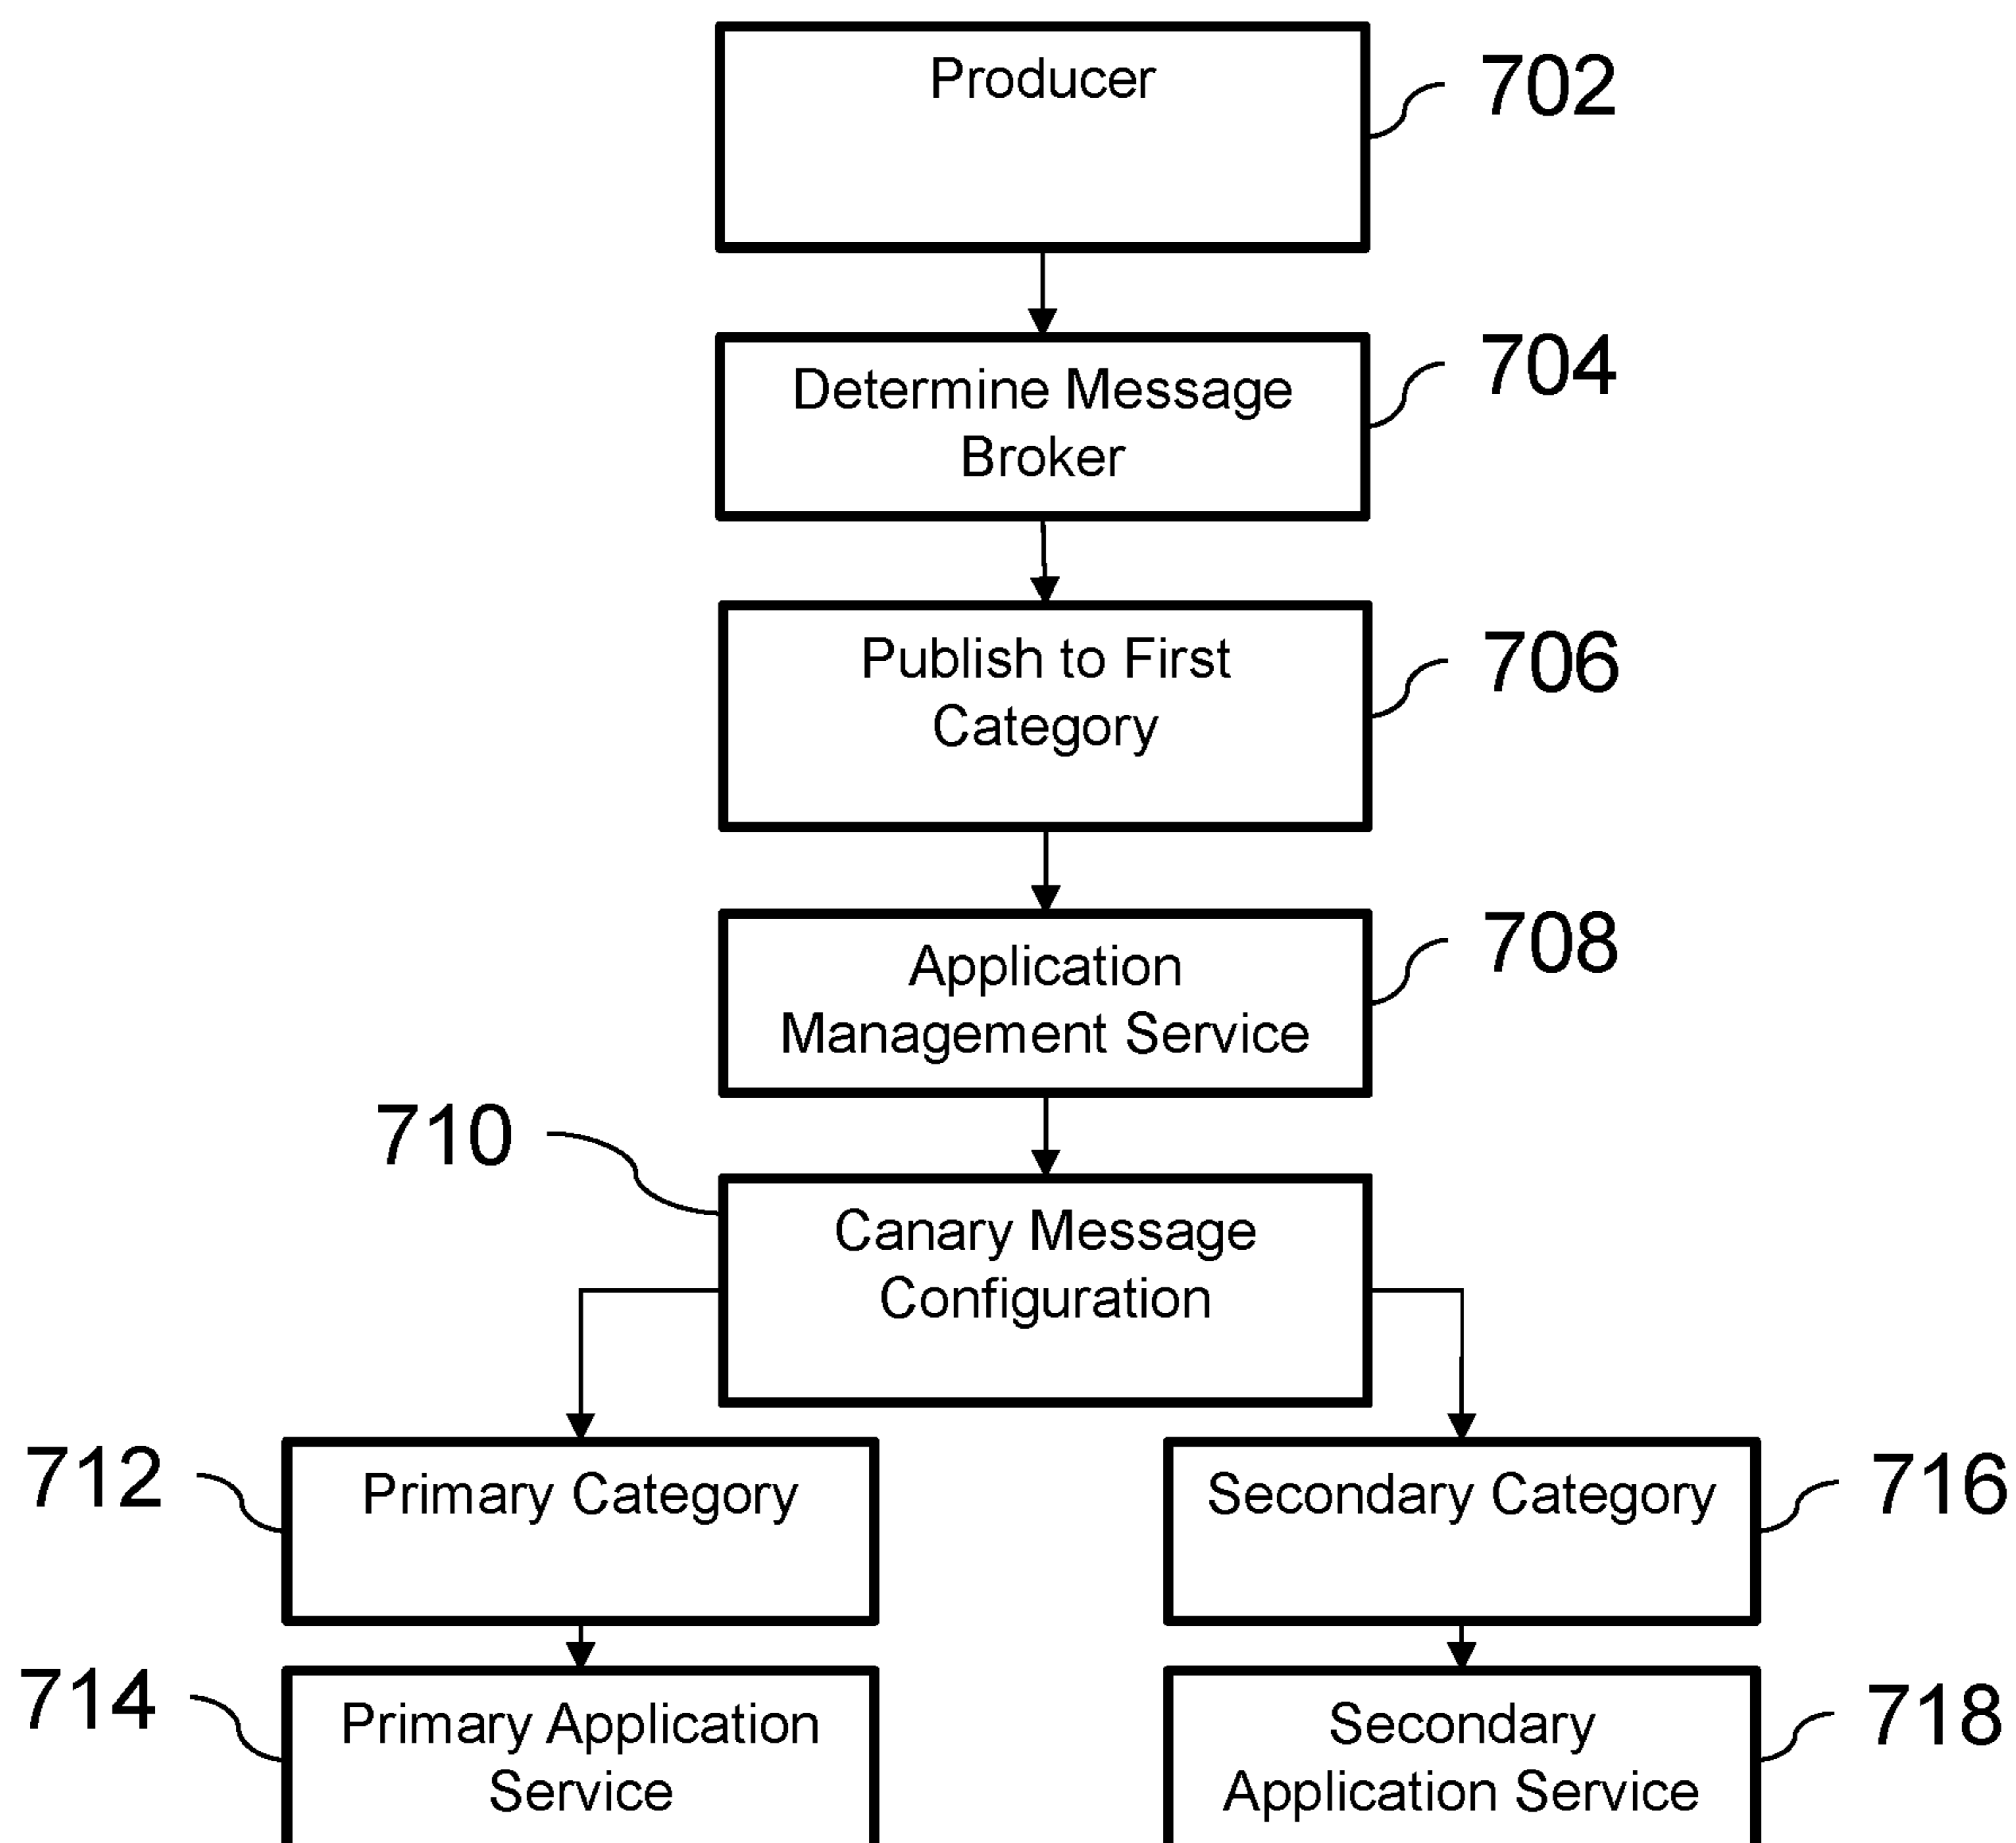 Producer
702
Determine Message
Broker
704
Publish to First
Category
706
Application
Management Service
708
710
Canary Message
Configuration
712
Primary Category
Secondary Category
716
714
Primary Application
Service
Secondary
Application Service
718